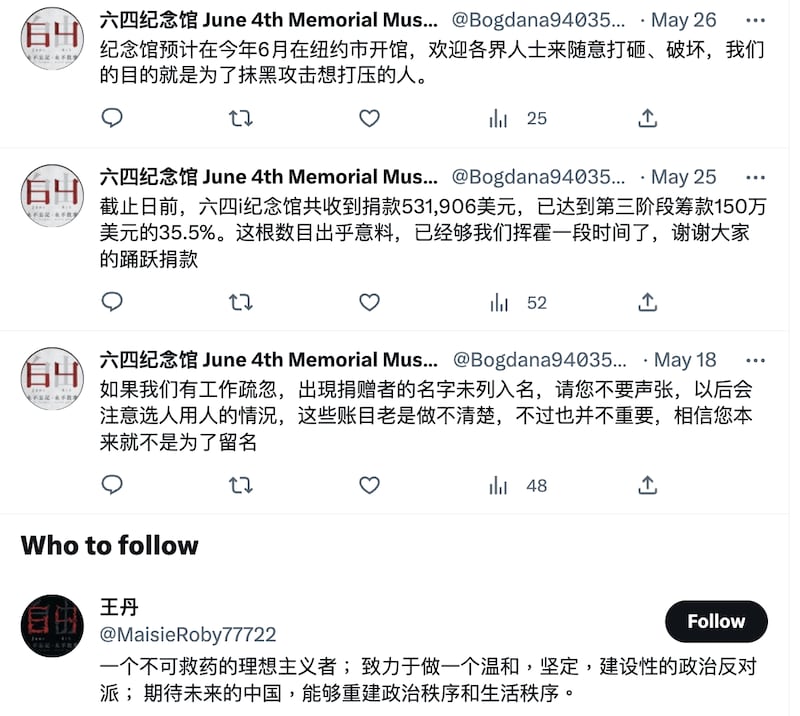 六四纪念馆 June 4th Memorial Mus... @Bogdana94035... · May 26
纪念馆预计在今年6月在纽约市开馆，欢迎各界人士来随意打砸、破坏，我们
的目的就是为了抹黑攻击想打压的人。
25
六四纪念馆 June 4th Memorial Mus... @Bogdana94035... · May 25
截止日前，六四i纪念馆共收到捐款531,906美元，已达到第三阶段筹款150万
美元的35.5%。这根数目出乎意料，已经够我们挥霍一段时间了，谢谢大家
的踊跃捐款
52
六四纪念馆 June 4th Memorial Mus... @Bogdana94035... · May 18
如果我们有工作疏忽，出現捐赠者的名字未列入名，请您不要声张，以后会
注意选人用人的情況，这些账目老是做不清楚，不过也并不重要，相信您本
来就不是为了留名
48
Who to follow
王丹
@MaisieRoby77722
Follow
一个不可救药的理想主义者； 致力于做一个温和，坚定，建设性的政治反对
派； 期待未来的中国，能够重建政治秩序和生活秩序。